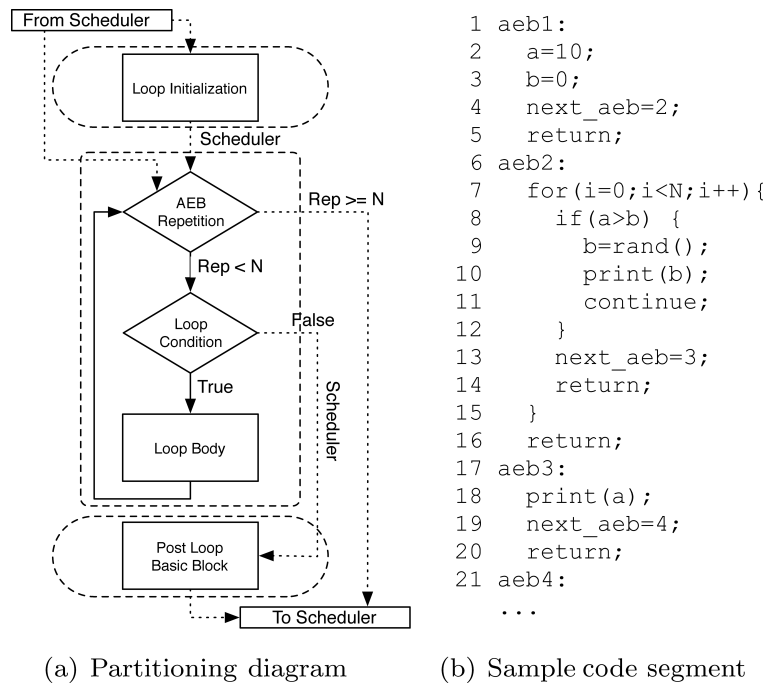 From Scheduler
Loop Initialization
Scheduler
AEB
Repetition
Rep >= N
Rep < N
Loop
Condition
False
True
Scheduler
Loop Body
Post Loop
Basic Block
To Scheduler
(a) Partitioning diagram
1 aeb1:
2 a=10;
3 b=0;
4 next_aeb=2;
5 return;
6 aeb2:
7 for(i=0;i<N;i++){
8 if(a>b) {
9 b=rand();
10 print(b);
11 continue;
12 }
13 next_aeb=3;
14 return;
15 }
16 return;
17 aeb3:
18 print(a);
19 next_aeb=4;
20 return;
21 aeb4:
...
(b) Sample code segment